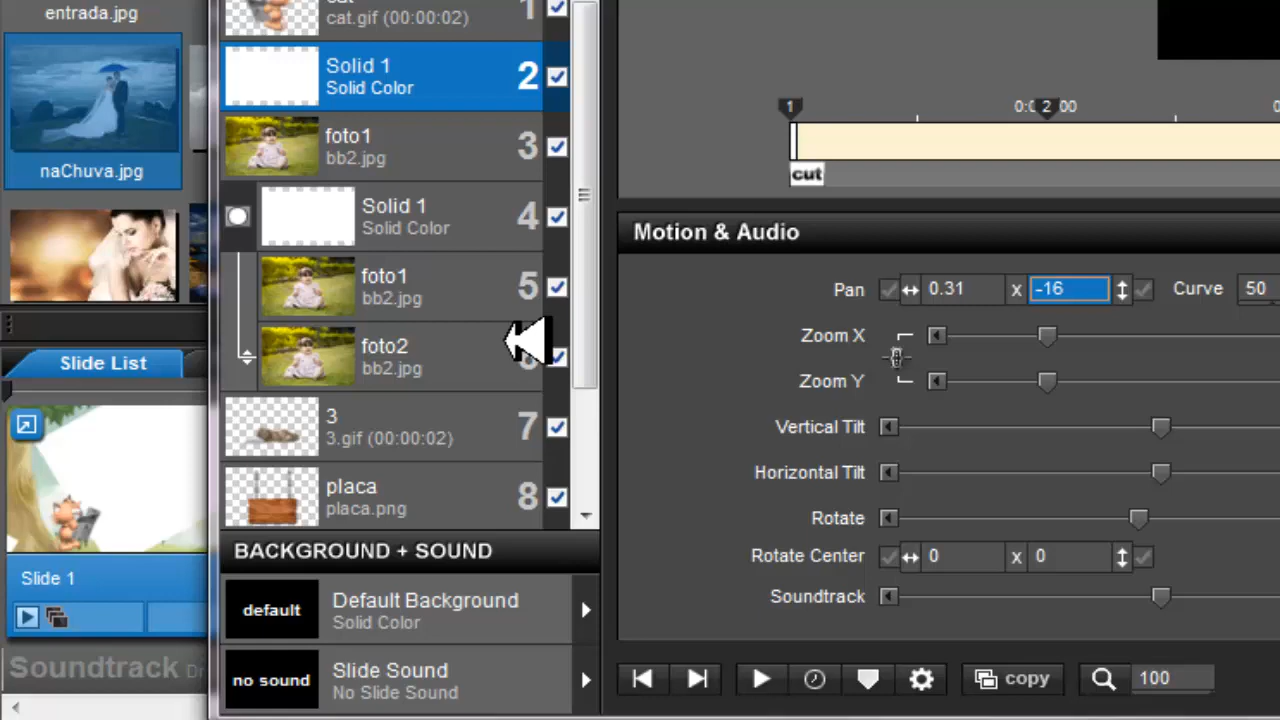 entrada.jpg
naChuva.jpg
Slide List
Slide 1
Soundtrack
cat.gif (00:00:02)
1
Solid 1
Solid Color
2
foto1
bb2.jpg
3
Solid 1
Solid Color
4
foto1
bb2.jpg
5
foto2
bb2.jpg
3
3.gif (00:00:02)
7
placa
placa.png
8
BACKGROUND + SOUND
default
Default Background
Solid Color
no sound
Slide Sound
No Slide Sound
1
2
00
cut
Motion & Audio
Pan 0.31 x -16 Curve 50
Zoom X
Zoom Y
Vertical Tilt
Horizontal Tilt
Rotate
Rotate Center 0 x 0
Soundtrack
copy
100